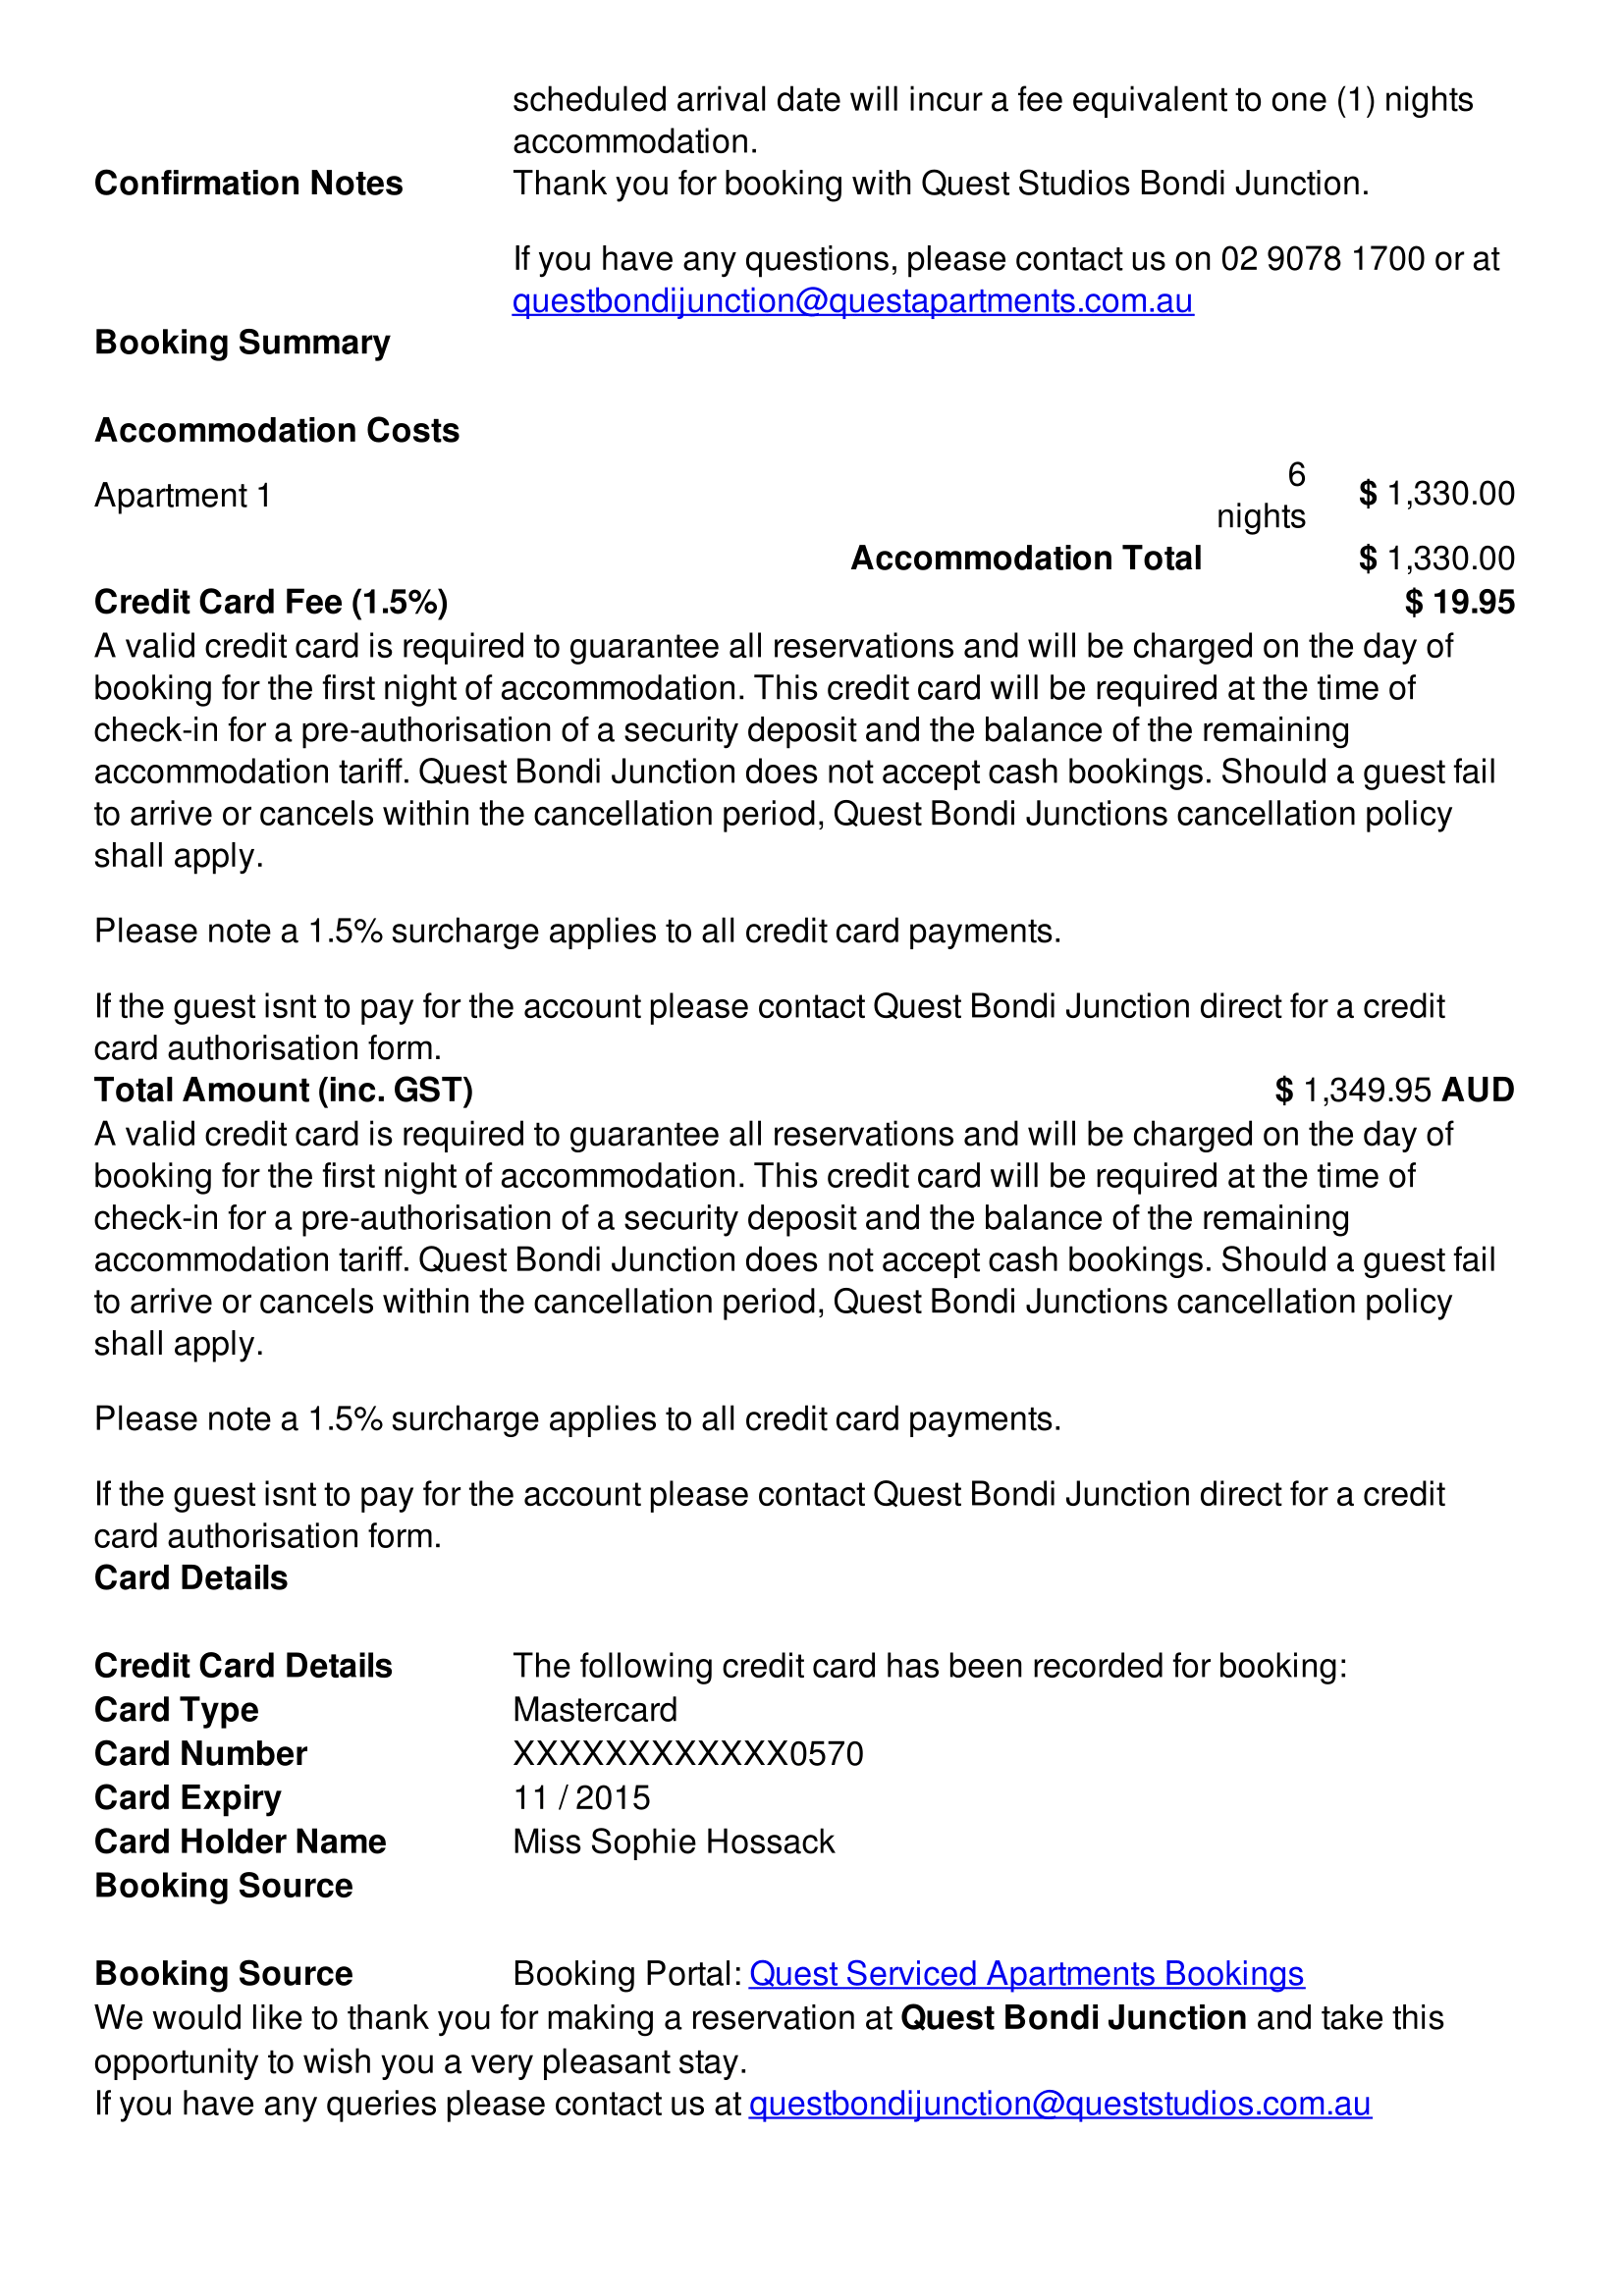 scheduled arrival date will incur a fee equivalent to one (1) nights
accommodation.
Confirmation Notes Thank you for booking with Quest Studios Bondi Junction.
If you have any questions, please contact us on 02 9078 1700 or at
questbondijunction@questapartments.com.au
Booking Summary
Accommodation Costs
Apartment 1 6 nights $ 1,330.00
Accommodation Total $ 1,330.00
Credit Card Fee (1.5%) $ 19.95
A valid credit card is required to guarantee all reservations and will be charged on the day of
booking for the first night of accommodation. This credit card will be required at the time of
check-in for a pre-authorisation of a security deposit and the balance of the remaining
accommodation tariff. Quest Bondi Junction does not accept cash bookings. Should a guest fail
to arrive or cancels within the cancellation period, Quest Bondi Junctions cancellation policy
shall apply.
Please note a 1.5% surcharge applies to all credit card payments.
If the guest isnt to pay for the account please contact Quest Bondi Junction direct for a credit
card authorisation form.
Total Amount (inc. GST) $ 1,349.95 AUD
A valid credit card is required to guarantee all reservations and will be charged on the day of
booking for the first night of accommodation. This credit card will be required at the time of
check-in for a pre-authorisation of a security deposit and the balance of the remaining
accommodation tariff. Quest Bondi Junction does not accept cash bookings. Should a guest fail
to arrive or cancels within the cancellation period, Quest Bondi Junctions cancellation policy
shall apply.
Please note a 1.5% surcharge applies to all credit card payments.
If the guest isnt to pay for the account please contact Quest Bondi Junction direct for a credit
card authorisation form.
Card Details
Credit Card Details The following credit card has been recorded for booking:
Card Type Mastercard
Card Number XXXXXXXXXXXX0570
Card Expiry 11 / 2015
Card Holder Name Miss Sophie Hossack
Booking Source
Booking Source Booking Portal: Quest Serviced Apartments Bookings
We would like to thank you for making a reservation at Quest Bondi Junction and take this
opportunity to wish you a very pleasant stay.
If you have any queries please contact us at questbondijunction@queststudios.com.au